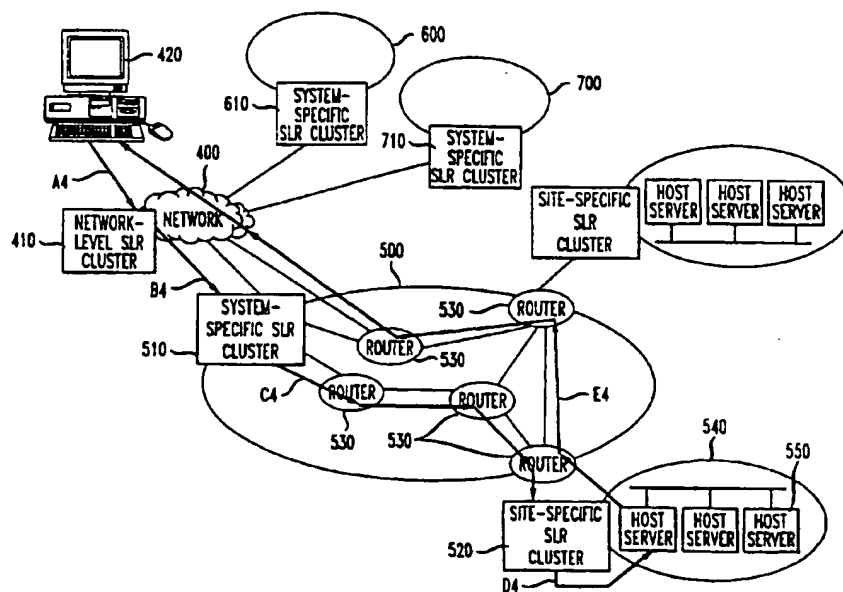 420
600
SYSTEM-
SPECIFIC
SLR CLUSTER
610
700
SYSTEM-
SPECIFIC
SLR CLUSTER
710
A4
400
NETWORK
NETWORK-
LEVEL SLR
CLUSTER
410
B4
SITE-SPECIFIC
SLR
CLUSTER
HOST
SERVER
HOST
SERVER
HOST
SERVER
500
530
ROUTER
SYSTEM-
SPECIFIC SLR
CLUSTER
510
ROUTER
530
C4
ROUTER
530
ROUTER
530
E4
ROUTER
540
550
SITE-SPECIFIC
SLR
CLUSTER
520
HOST
SERVER
HOST
SERVER
HOST
SERVER
D4